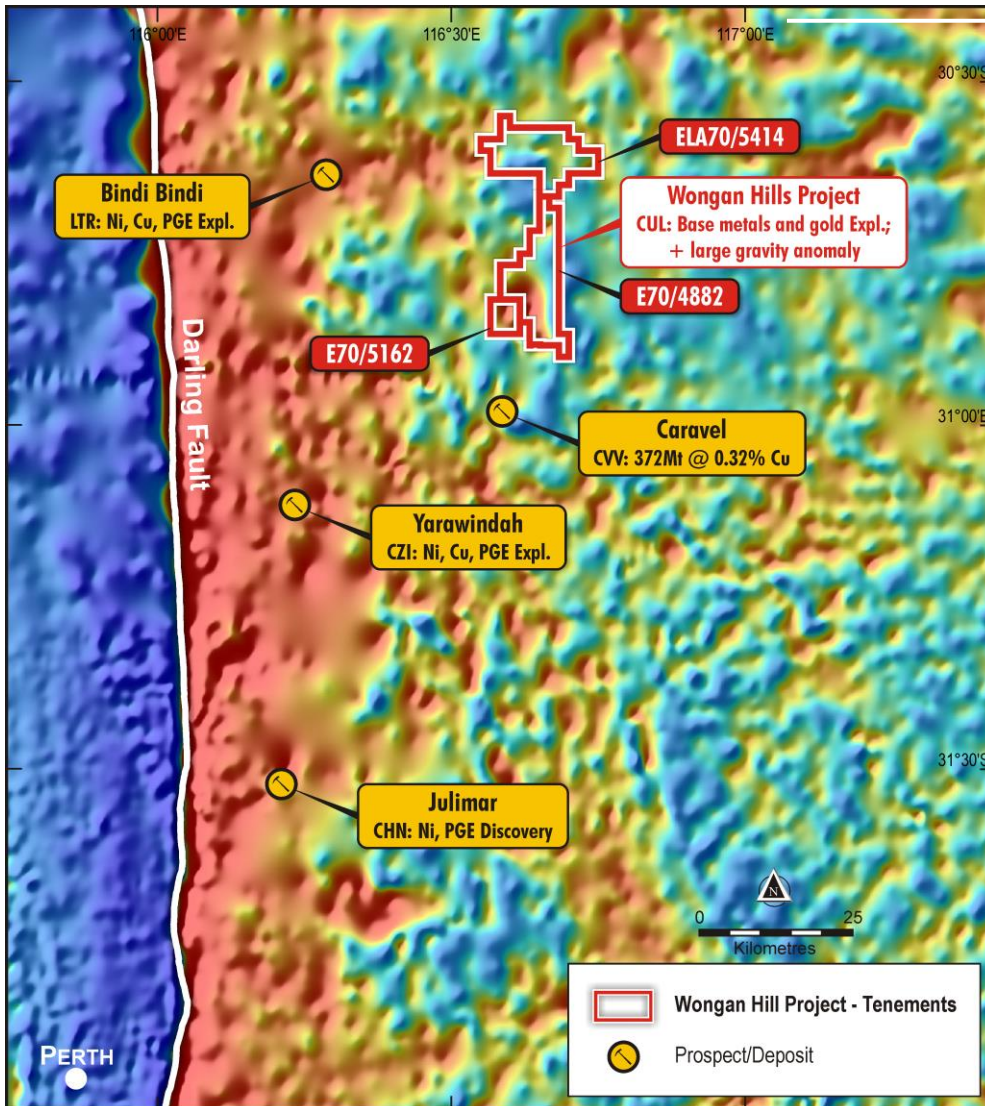 116°00'E
116°30'E
117°00'E
30°30'S
ELA70/5414
Bindi Bindi
LTR: Ni, Cu, PGE Expl.
Wongan Hills Project
CUL: Base metals and gold Expl.;
+ large gravity anomaly
E70/4882
E70/5162
Darling Fault
31°00'S
Caravel
CVV: 372Mt @ 0.32% Cu
Yarawindah
CZI: Ni, Cu, PGE Expl.
31°30'S
Julimar
CHN: Ni, PGE Discovery
N
0 25
Kilometres
Wongan Hill Project - Tenements
Prospect/Deposit
PERTH